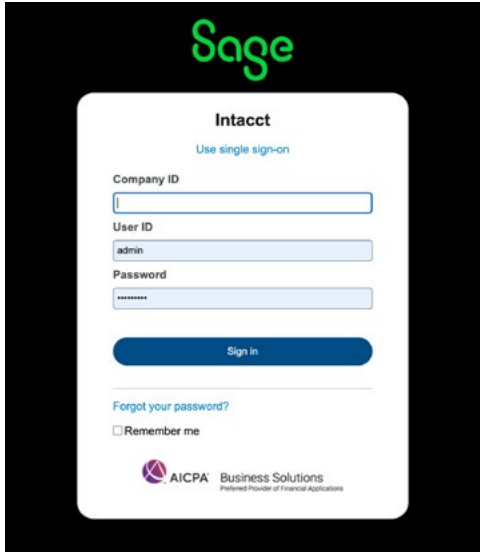 Sage
Intacct
Use single sign-on
Company ID
User ID
admin
Password
•••••••••
Sign in
Forgot your password?
Remember me
AICPA Business Solutions
Preferred Provider of Financial Applications